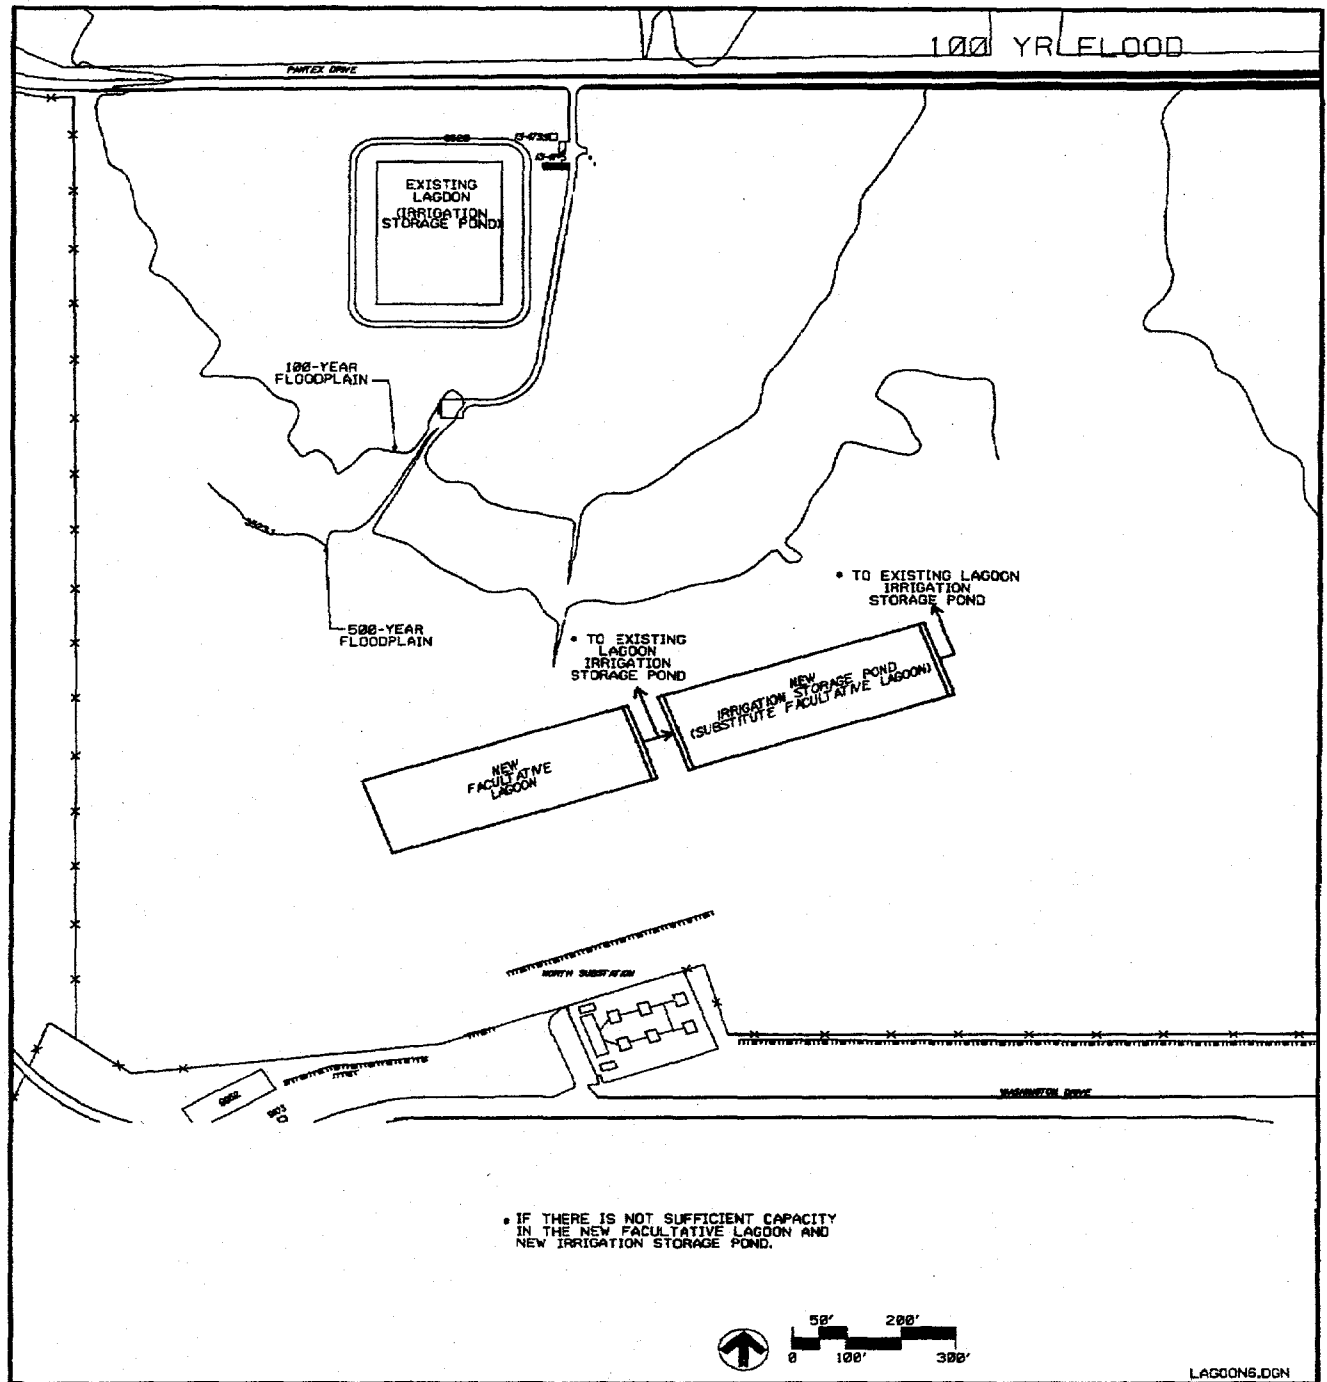 100 YR FLOOD
PANTEX DRIVE
EXISTING
LAGOON
(IRRIGATION
STORAGE POND)
100-YEAR
FLOODPLAIN
500-YEAR
FLOODPLAIN
* TO EXISTING LAGOON
IRRIGATION
STORAGE POND
* TO EXISTING
LAGOON
IRRIGATION
STORAGE POND
NEW
IRRIGATION STORAGE POND
(SUBSTITUTE FACULTATIVE LAGOON)
NEW
FACULTATIVE
LAGOON
NORTH SUBSTATION
WASHINGTON DRIVE
* IF THERE IS NOT SUFFICIENT CAPACITY
IN THE NEW FACULTATIVE LAGOON AND
NEW IRRIGATION STORAGE POND.
50' 200'
0 100' 300'
LAGOON6.DGN